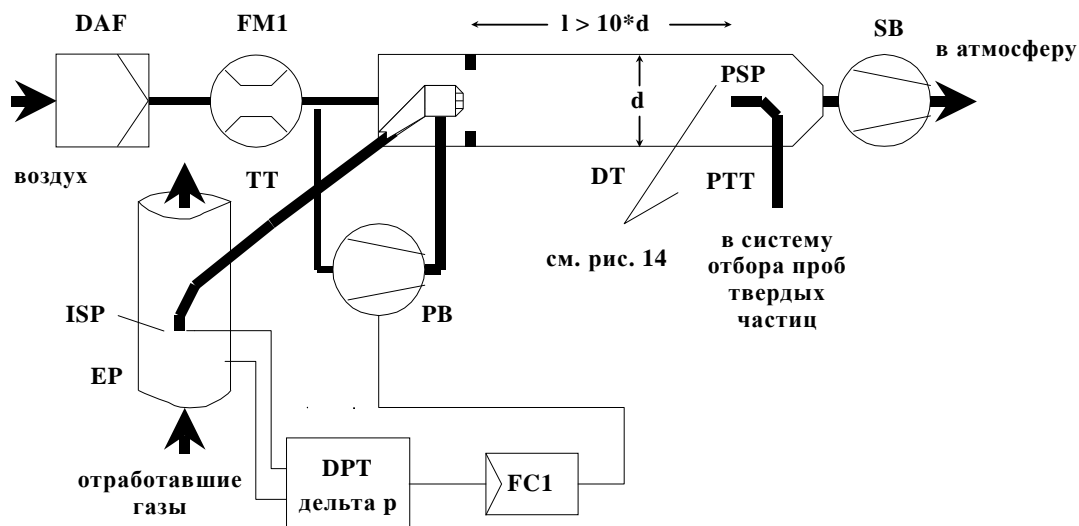 DAF
FM1
l > 10*d
SB
в атмосферу
PSP
d
воздух
TT
DT
PTT
см. рис. 14
в систему
отбора проб
твердых
частиц
ISP
PB
EP
отработавшие
газы
DPT
дельта р
FC1